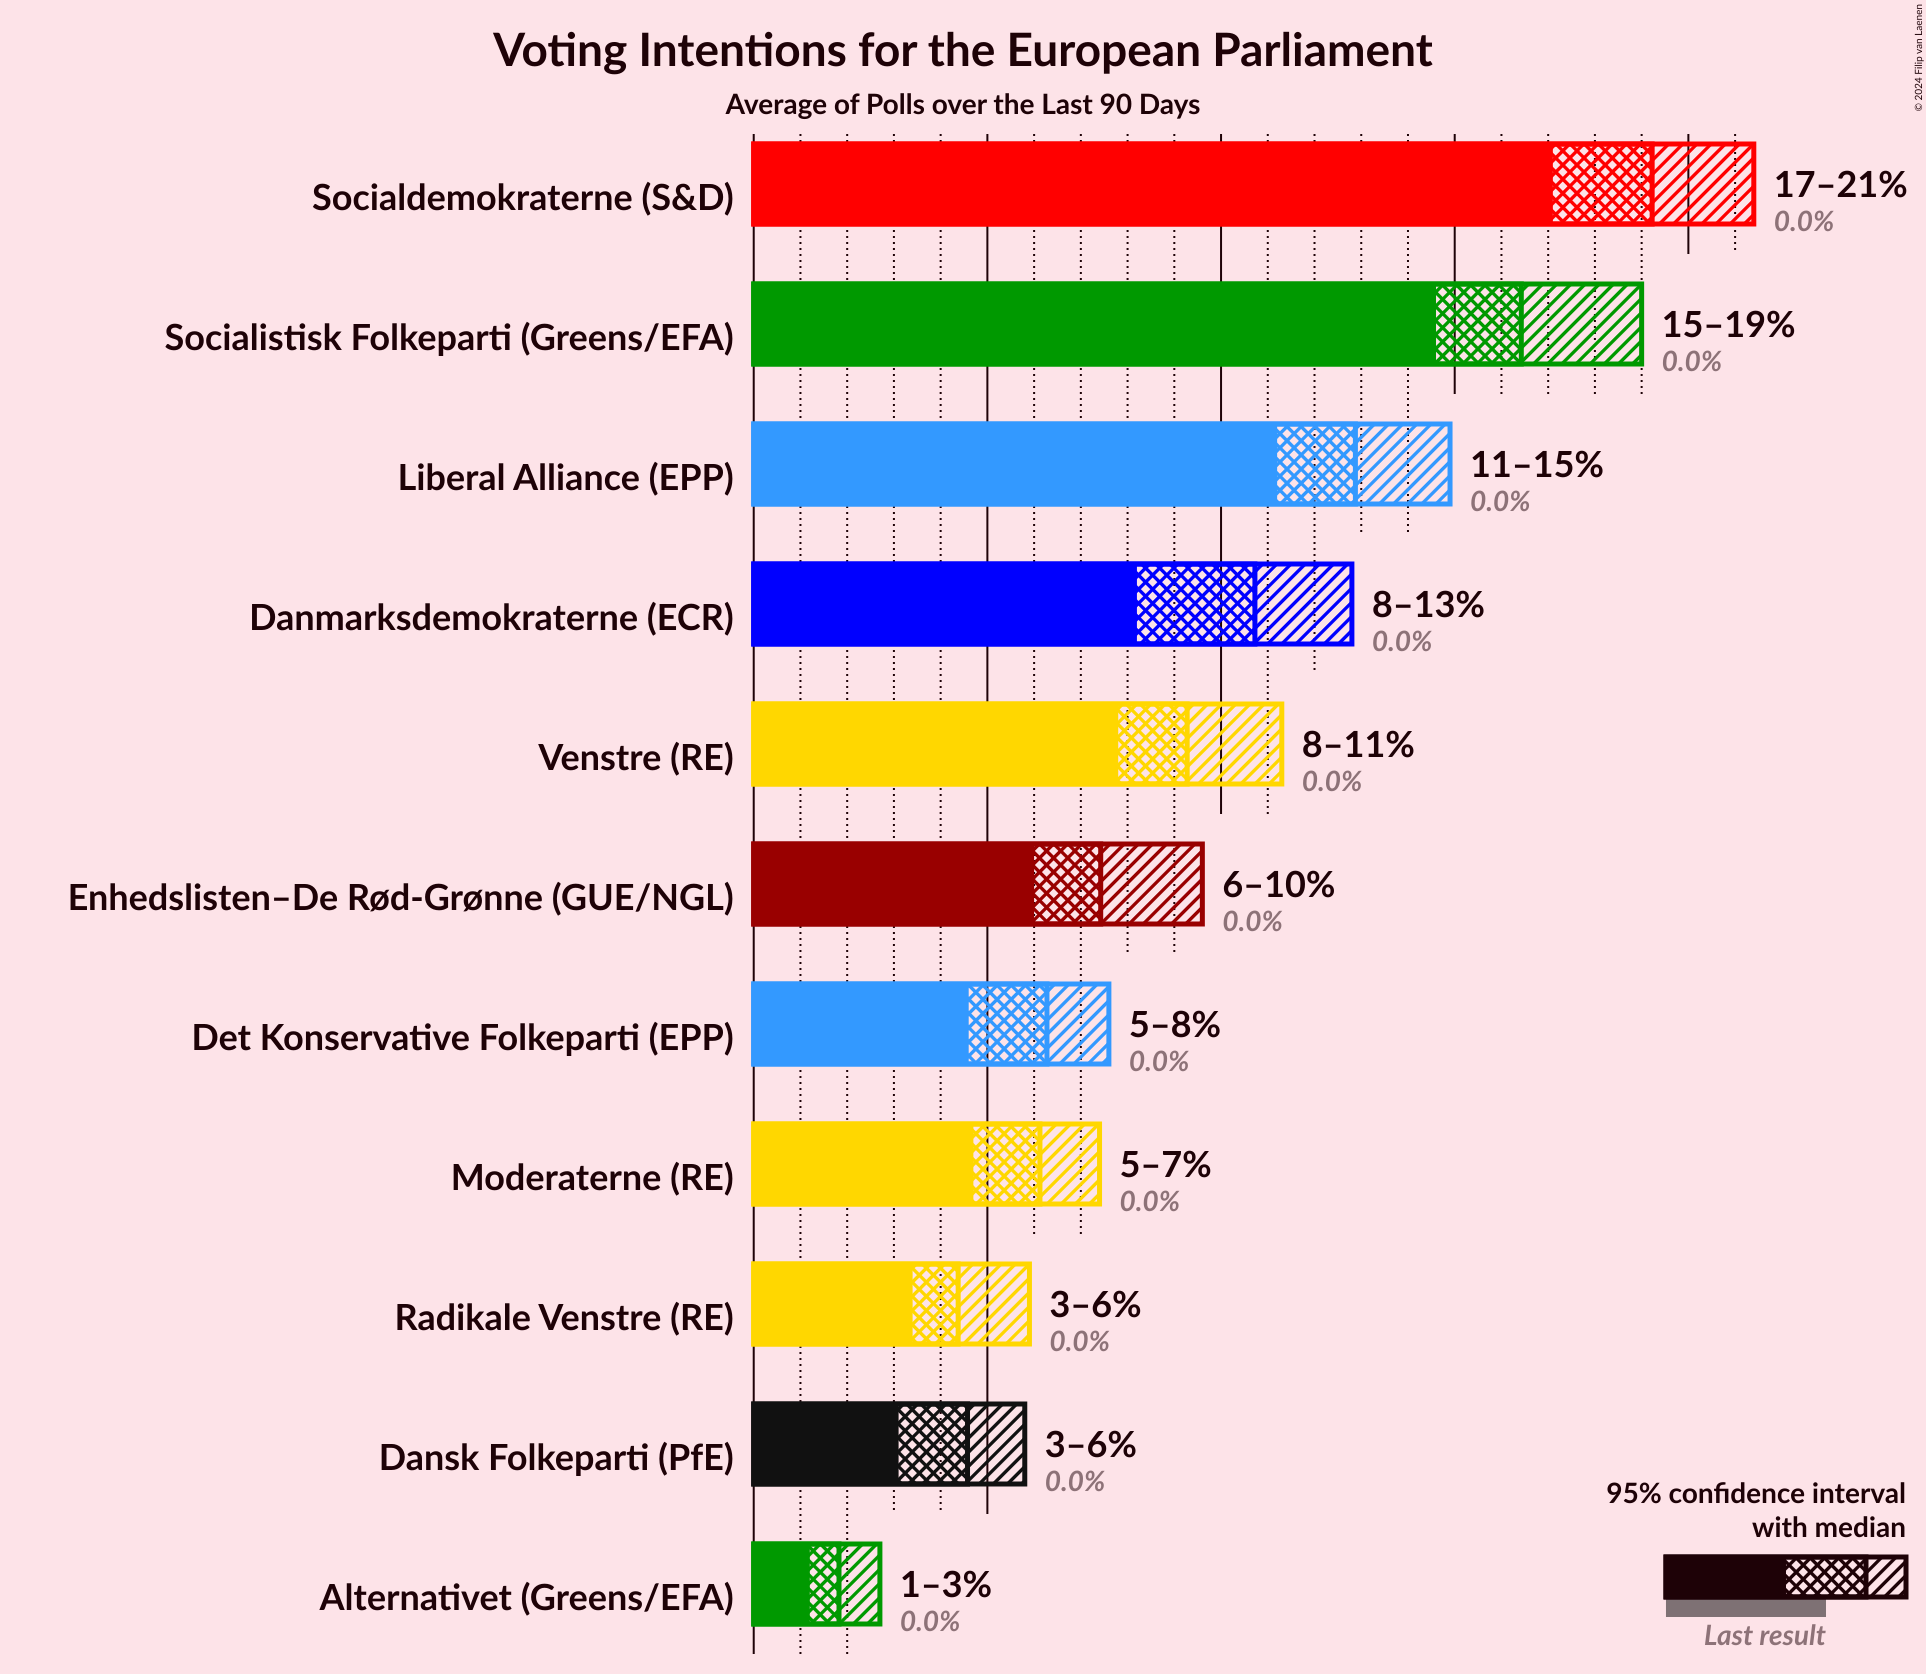 Voting Intentions for the European Parliament
Average of Polls over the Last 90 Days
© 2024 Filip van Laenen
Socialdemokraterne (S&D)
17–21%
0.0%
Socialistisk Folkeparti (Greens/EFA)
15–19%
0.0%
Liberal Alliance (EPP)
11–15%
0.0%
Danmarksdemokraterne (ECR)
8–13%
0.0%
Venstre (RE)
8–11%
0.0%
Enhedslisten–De Rød-Grønne (GUE/NGL)
6–10%
0.0%
Det Konservative Folkeparti (EPP)
5–8%
0.0%
Moderaterne (RE)
5–7%
0.0%
Radikale Venstre (RE)
3–6%
0.0%
Dansk Folkeparti (PfE)
3–6%
0.0%
Alternativet (Greens/EFA)
1–3%
0.0%
95% confidence interval
with median
Last result